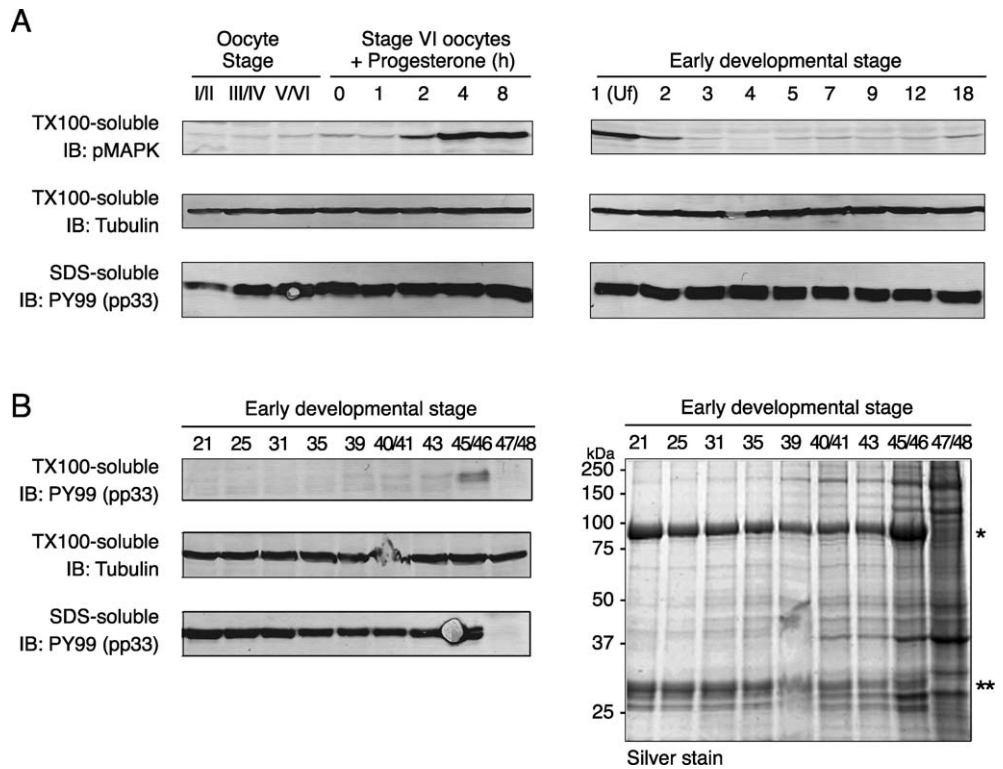 A
Oocyte
Stage
Stage VI oocytes
+ Progesterone (h)
Early developmental stage
I/II III/IV V/VI 0 1 2 4 8
1 (Uf) 2 3 4 5 7 9 12 18
TX100-soluble
IB: pMAPK
TX100-soluble
IB: Tubulin
SDS-soluble
IB: PY99 (pp33)
B
Early developmental stage
21 25 31 35 39 40/41 43 45/46 47/48
TX100-soluble
IB: PY99 (pp33)
TX100-soluble
IB: Tubulin
SDS-soluble
IB: PY99 (pp33)
Early developmental stage
21 25 31 35 39 40/41 43 45/46 47/48
kDa
250
150
100
75
*
50
37
**
25
Silver stain